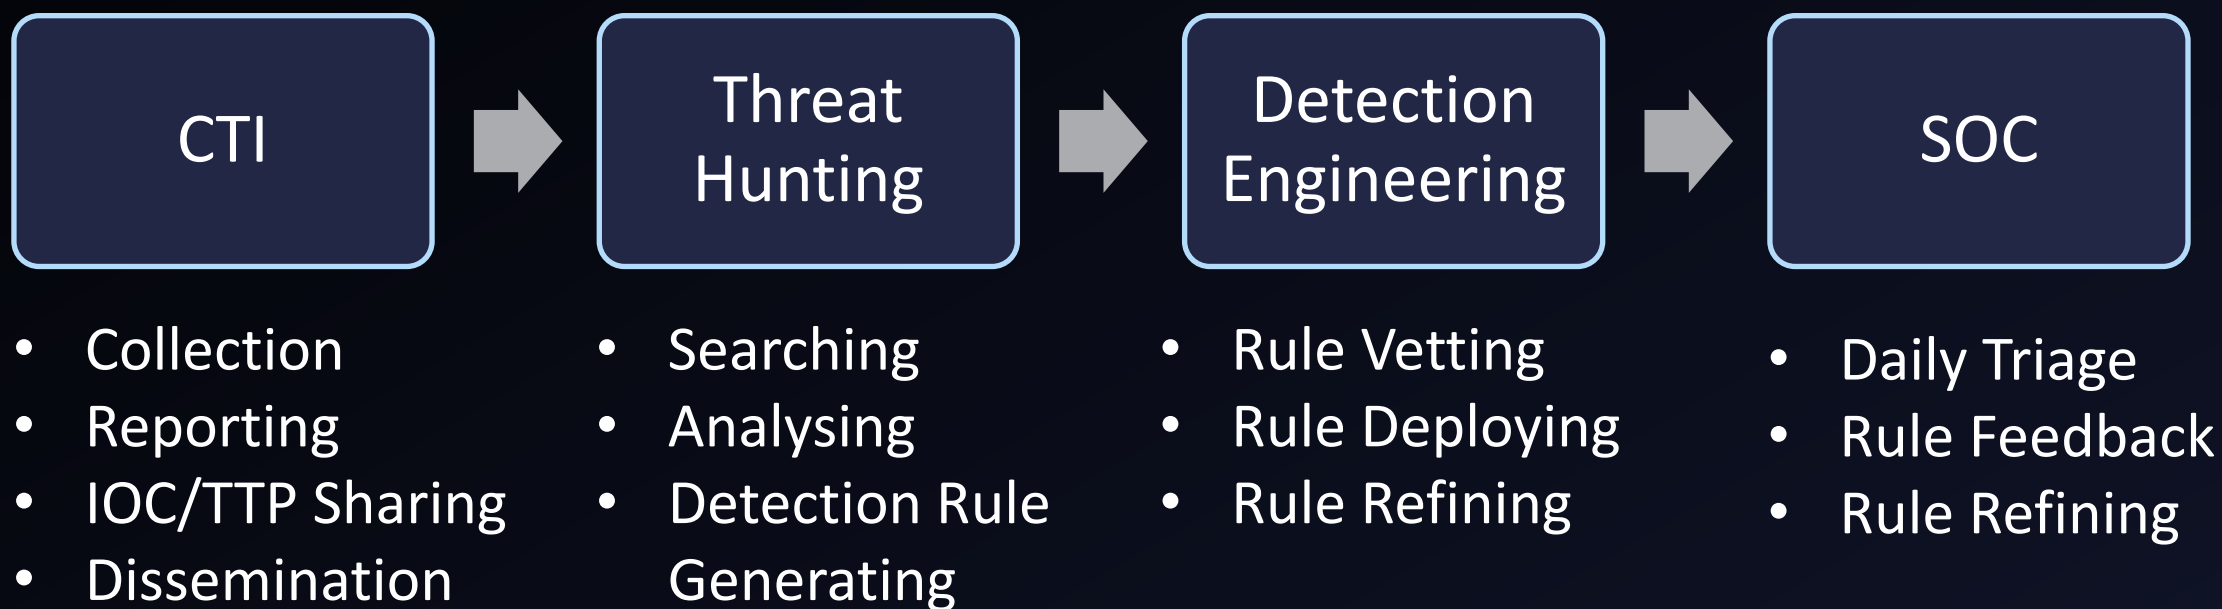 CTI
Threat
Hunting
Detection
Engineering
SOC
• Collection
• Reporting
• IOC/TTP Sharing
• Dissemination
• Searching
• Analysing
• Detection Rule
Generating
• Rule Vetting
• Rule Deploying
• Rule Refining
• Daily Triage
• Rule Feedback
• Rule Refining